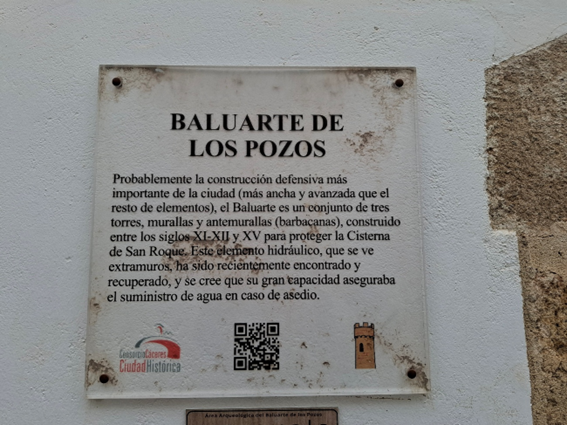 BALUARTE DE
LOS POZOS
Probablemente la construcción defensiva más
importante de la ciudad (más ancha y avanzada que el
resto de elementos), el Baluarte es un conjunto de tres
torres, murallas y antemurallas (barbacanas), construido
entre los siglos XI-XII y XV para proteger la Cisterna
de San Roque. Este elemento hidráulico, que se ve
extramuros, ha sido recientemente encontrado y
recuperado, y se cree que su gran capacidad aseguraba
el suministro de agua en caso de asedio.
Consorcio Cáceres
Ciudad Histórica
Area Arqueológica del Baluarte de los Pozos